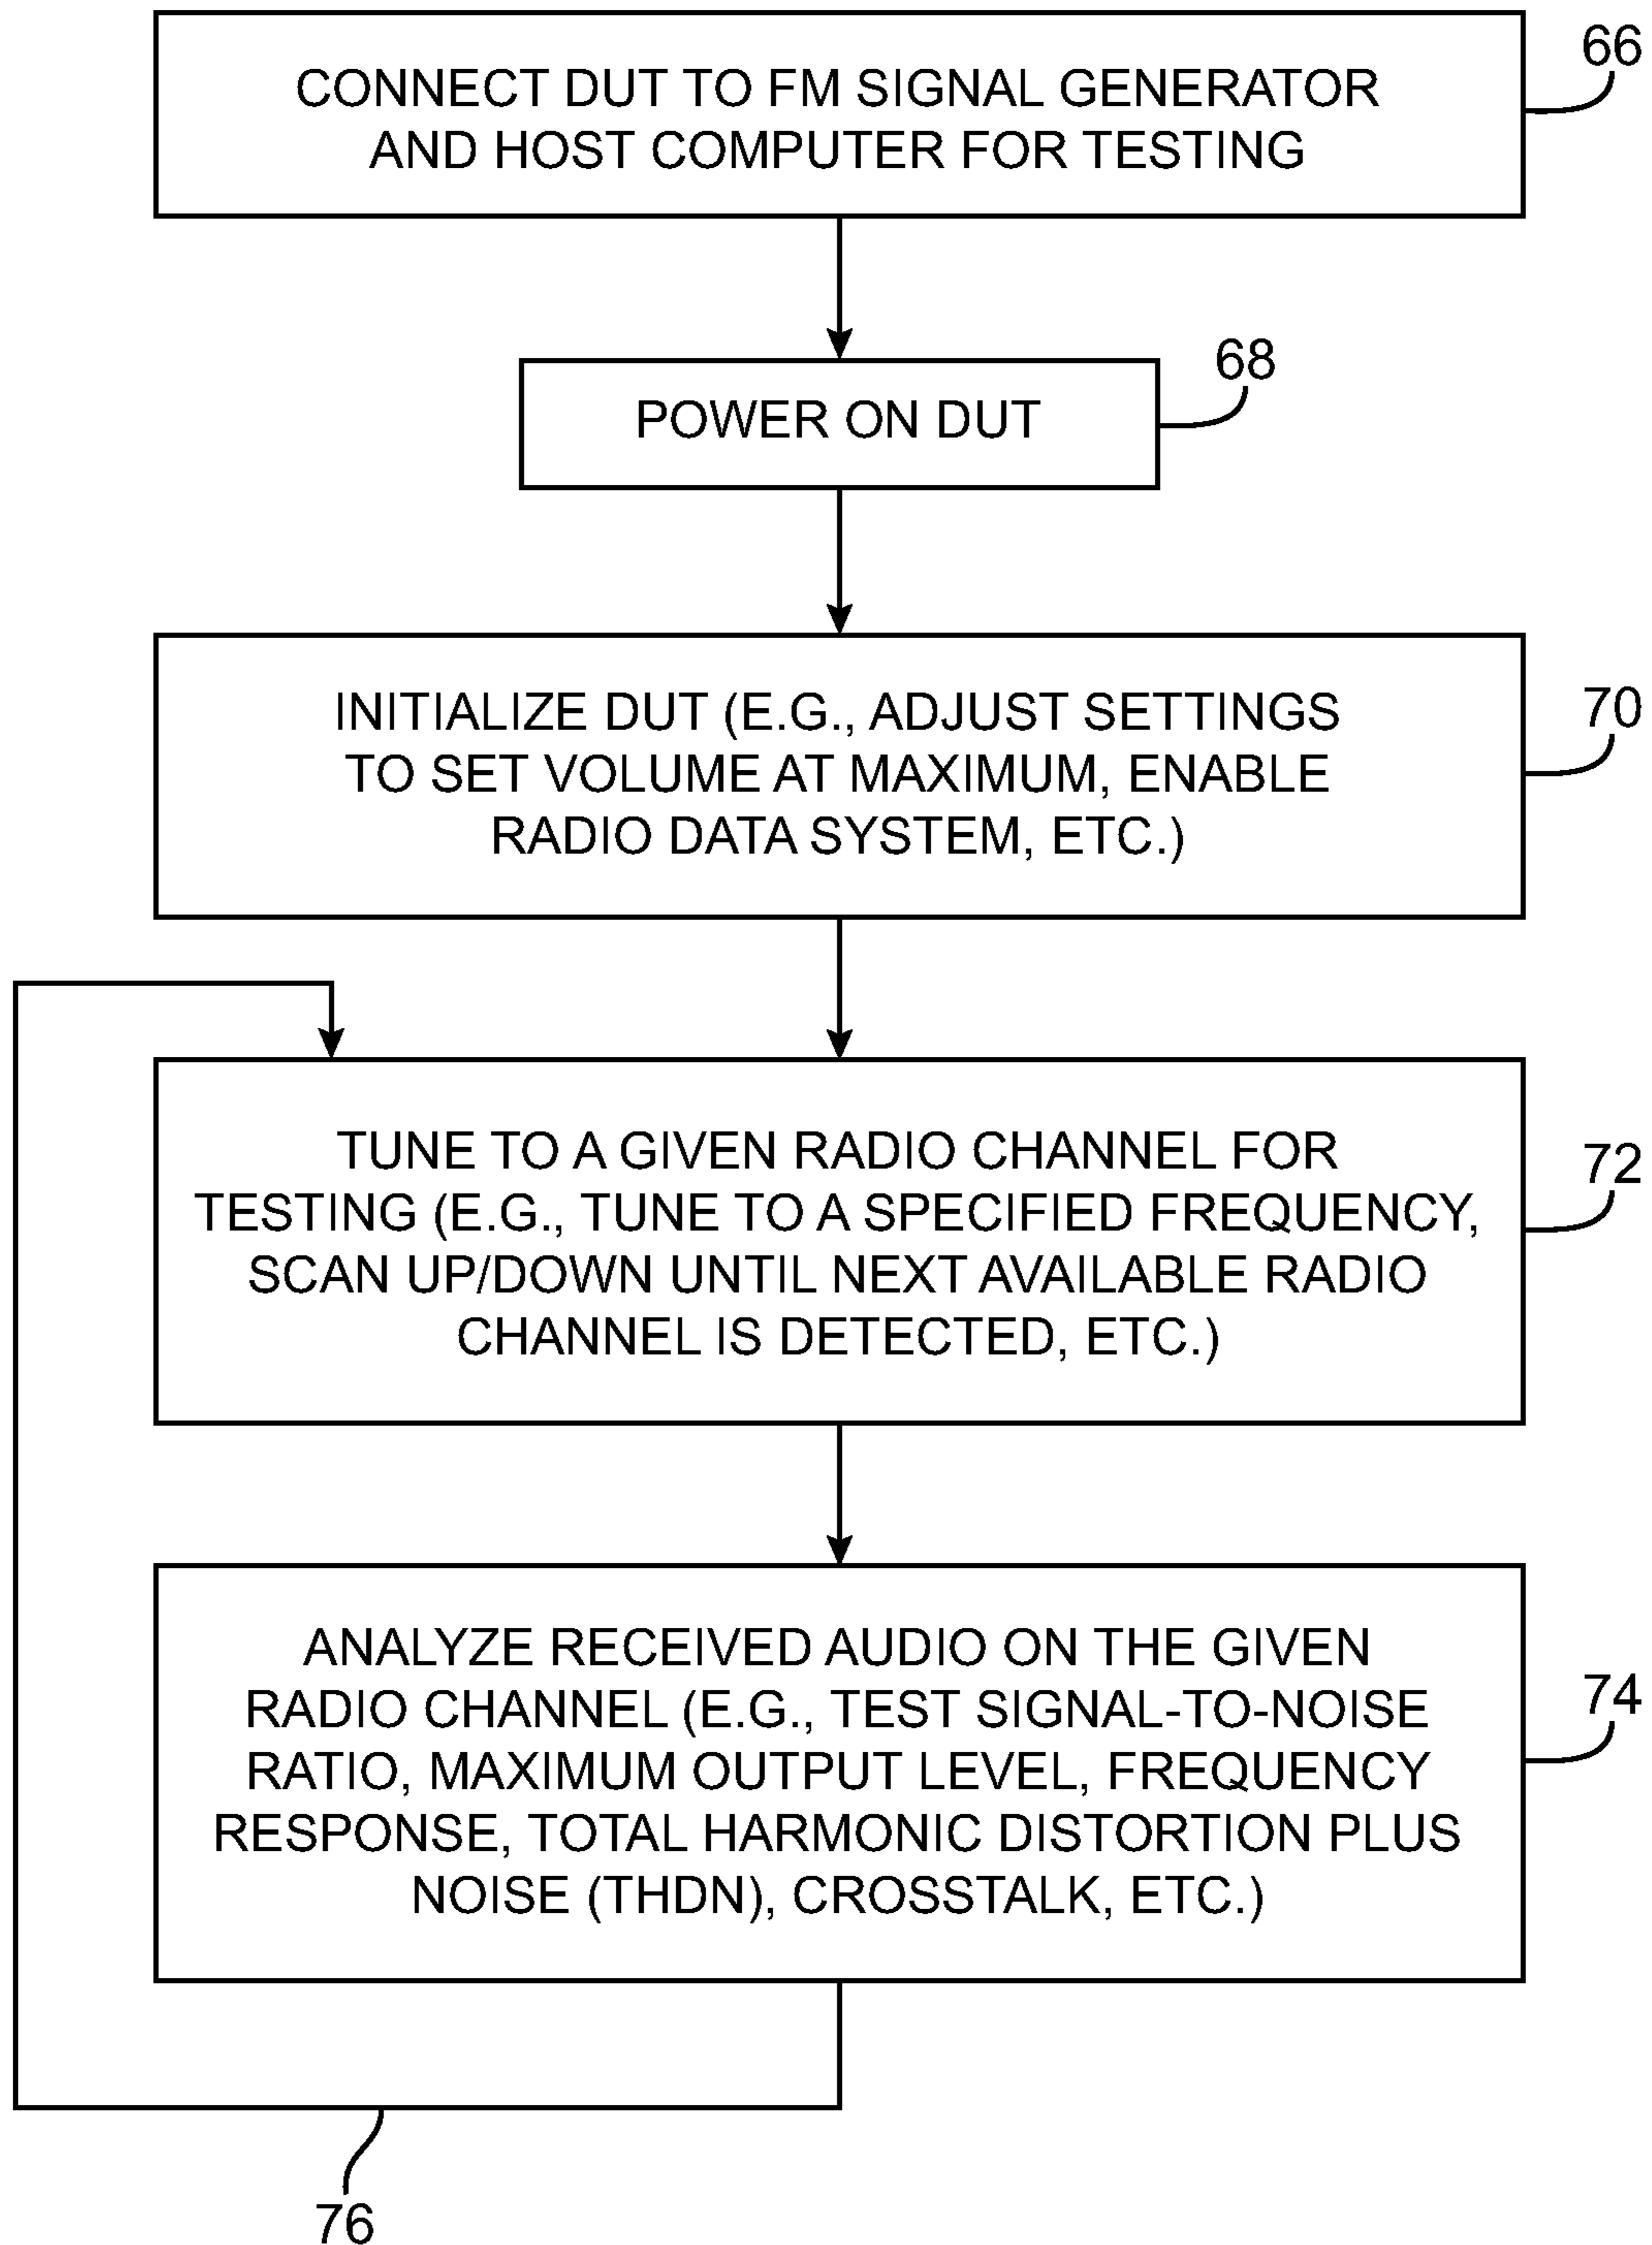 66
CONNECT DUT TO FM SIGNAL GENERATOR
AND HOST COMPUTER FOR TESTING
68
POWER ON DUT
70
INITIALIZE DUT (E.G., ADJUST SETTINGS
TO SET VOLUME AT MAXIMUM, ENABLE
RADIO DATA SYSTEM, ETC.)
72
TUNE TO A GIVEN RADIO CHANNEL FOR
TESTING (E.G., TUNE TO A SPECIFIED FREQUENCY,
SCAN UP/DOWN UNTIL NEXT AVAILABLE RADIO
CHANNEL IS DETECTED, ETC.)
74
ANALYZE RECEIVED AUDIO ON THE GIVEN
RADIO CHANNEL (E.G., TEST SIGNAL-TO-NOISE
RATIO, MAXIMUM OUTPUT LEVEL, FREQUENCY
RESPONSE, TOTAL HARMONIC DISTORTION PLUS
NOISE (THDN), CROSSTALK, ETC.)
76